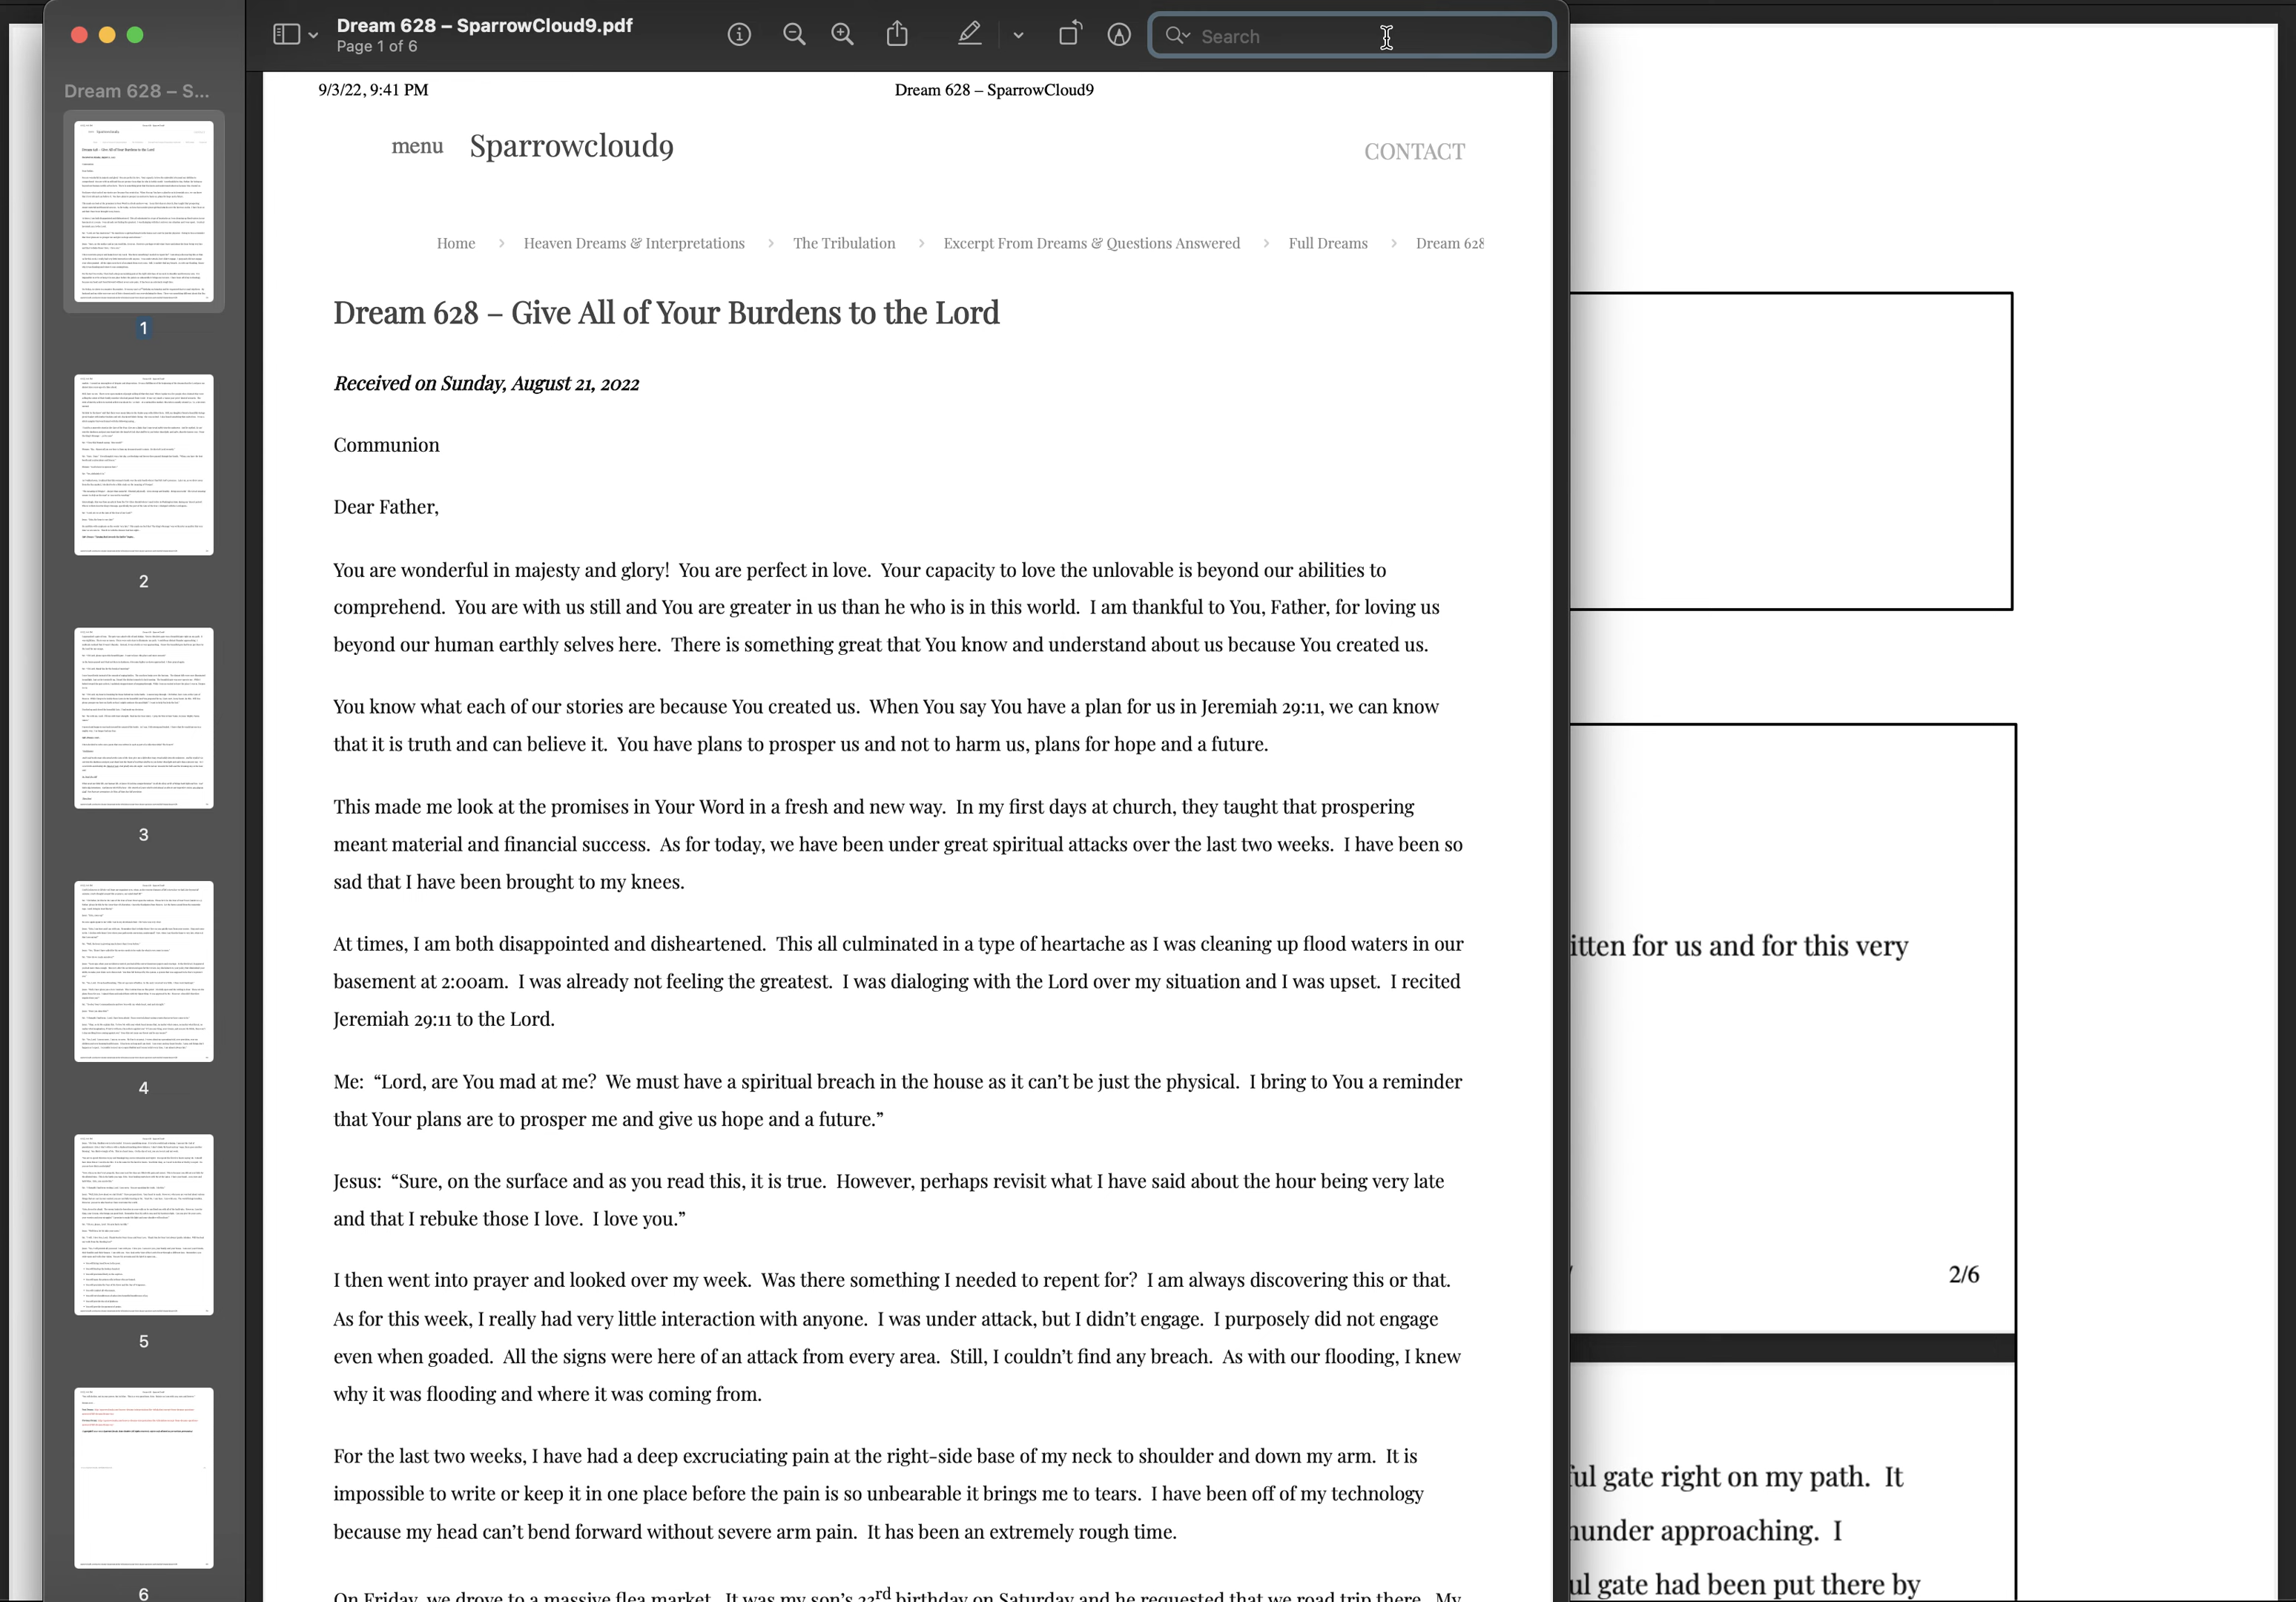 Dream 628 – SparrowCloud9.pdf
Page 1 of 6
Search
Dream 628 – S...
1
2
3
4
5
6
9/3/22, 9:41 PM
Dream 628 – SparrowCloud9
menu
Sparrowcloud9
CONTACT
Home > Heaven Dreams & Interpretations > The Tribulation > Excerpt From Dreams & Questions Answered > Full Dreams > Dream 628
Dream 628 – Give All of Your Burdens to the Lord
Received on Sunday, August 21, 2022
Communion
Dear Father,
You are wonderful in majesty and glory!  You are perfect in love.  Your capacity to love the unlovable is beyond our abilities to
comprehend.  You are with us still and You are greater in us than he who is in this world.  I am thankful to You, Father, for loving us
beyond our human earthly selves here.  There is something great that You know and understand about us because You created us.
You know what each of our stories are because You created us.  When You say You have a plan for us in Jeremiah 29:11, we can know
that it is truth and can believe it.  You have plans to prosper us and not to harm us, plans for hope and a future.
This made me look at the promises in Your Word in a fresh and new way.  In my first days at church, they taught that prospering
meant material and financial success.  As for today, we have been under great spiritual attacks over the last two weeks.  I have been so
sad that I have been brought to my knees.
At times, I am both disappointed and disheartened.  This all culminated in a type of heartache as I was cleaning up flood waters in our
basement at 2:00am.  I was already not feeling the greatest.  I was dialoging with the Lord over my situation and I was upset.  I recited
Jeremiah 29:11 to the Lord.
Me:  “Lord, are You mad at me?  We must have a spiritual breach in the house as it can’t be just the physical.  I bring to You a reminder
that Your plans are to prosper me and give us hope and a future.”
Jesus:  “Sure, on the surface and as you read this, it is true.  However, perhaps revisit what I have said about the hour being very late
and that I rebuke those I love.  I love you.”
I then went into prayer and looked over my week.  Was there something I needed to repent for?  I am always discovering this or that.
As for this week, I really had very little interaction with anyone.  I was under attack, but I didn’t engage.  I purposely did not engage
even when goaded.  All the signs were here of an attack from every area.  Still, I couldn’t find any breach.  As with our flooding, I knew
why it was flooding and where it was coming from.
For the last two weeks, I have had a deep excruciating pain at the right-side base of my neck to shoulder and down my arm.  It is
impossible to write or keep it in one place before the pain is so unbearable it brings me to tears.  I have been off of my technology
because my head can’t bend forward without severe arm pain.  It has been an extremely rough time.
On Friday, we drove to a massive flea market.  It was my son’s 23rd birthday on Saturday and he requested that we road trip there.  My
itten for us and for this very
2/6
ful gate right on my path.  It
hunder approaching.  I
ul gate had been put there by